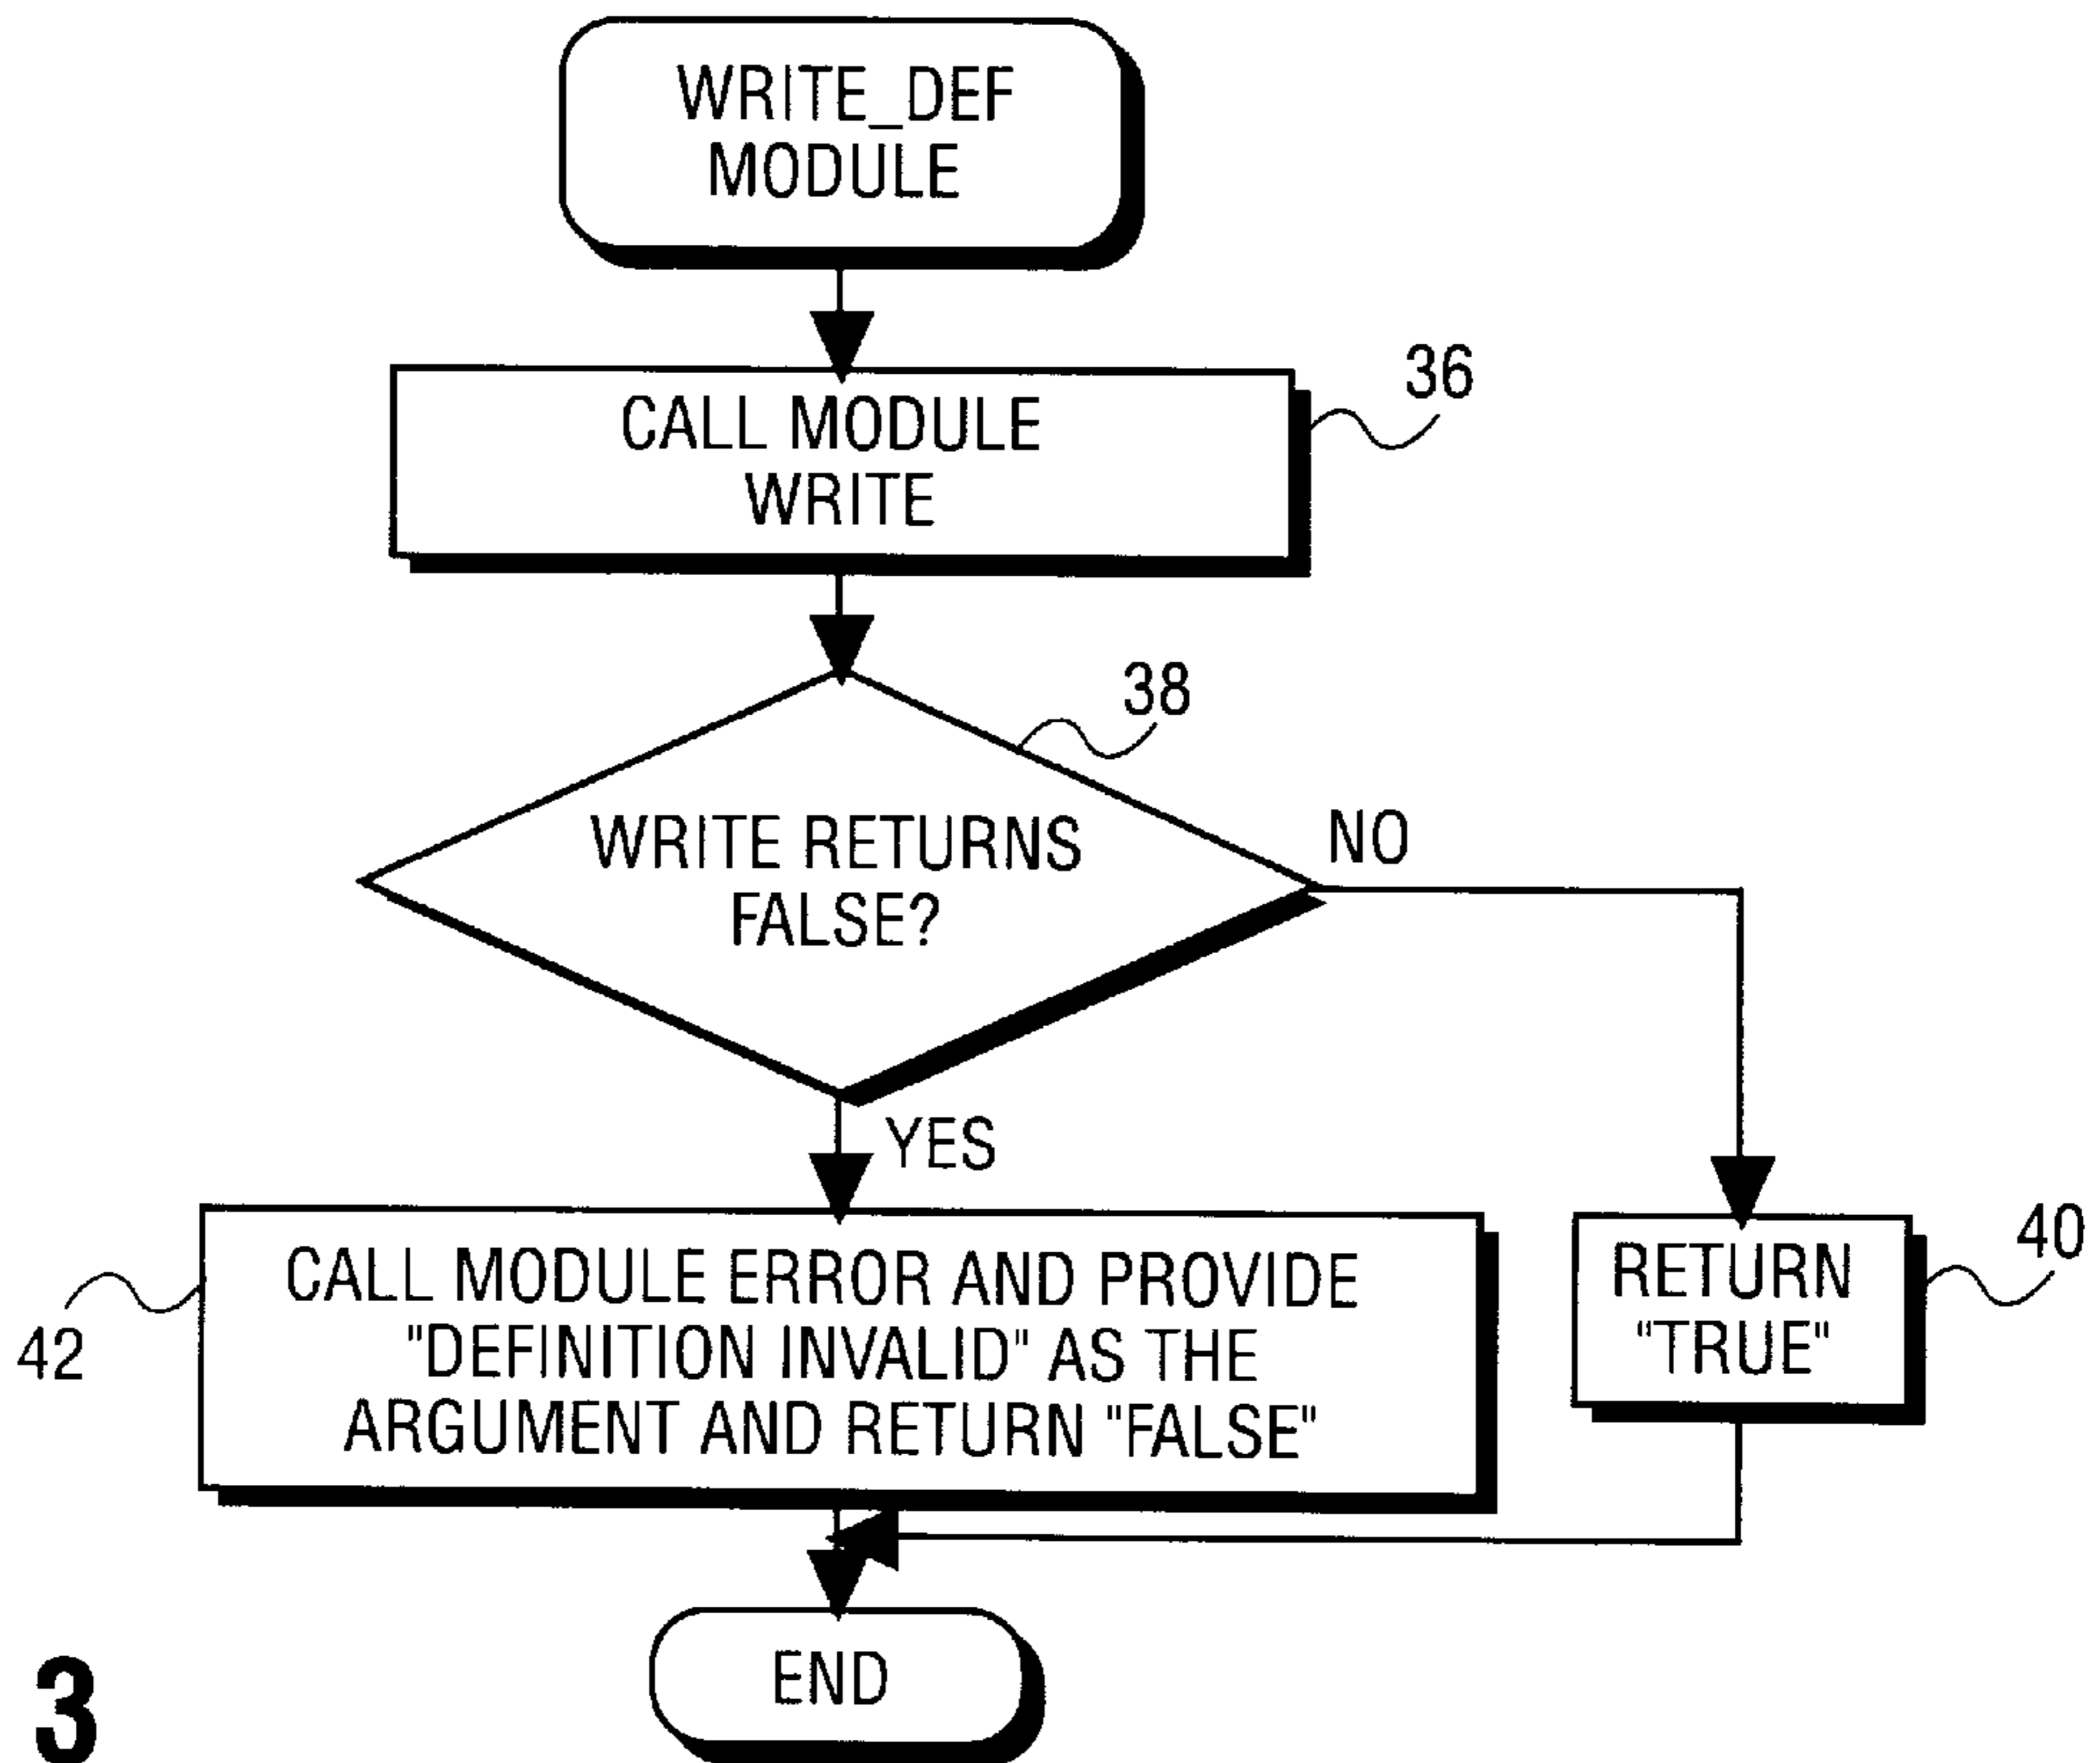 WRITE_DEF
MODULE
36
CALL MODULE
WRITE
38
WRITE RETURNS
FALSE?
NO
YES
40
CALL MODULE ERROR AND PROVIDE
"DEFINITION INVALID" AS THE
ARGUMENT AND RETURN "FALSE"
42
RETURN
"TRUE"
END
3